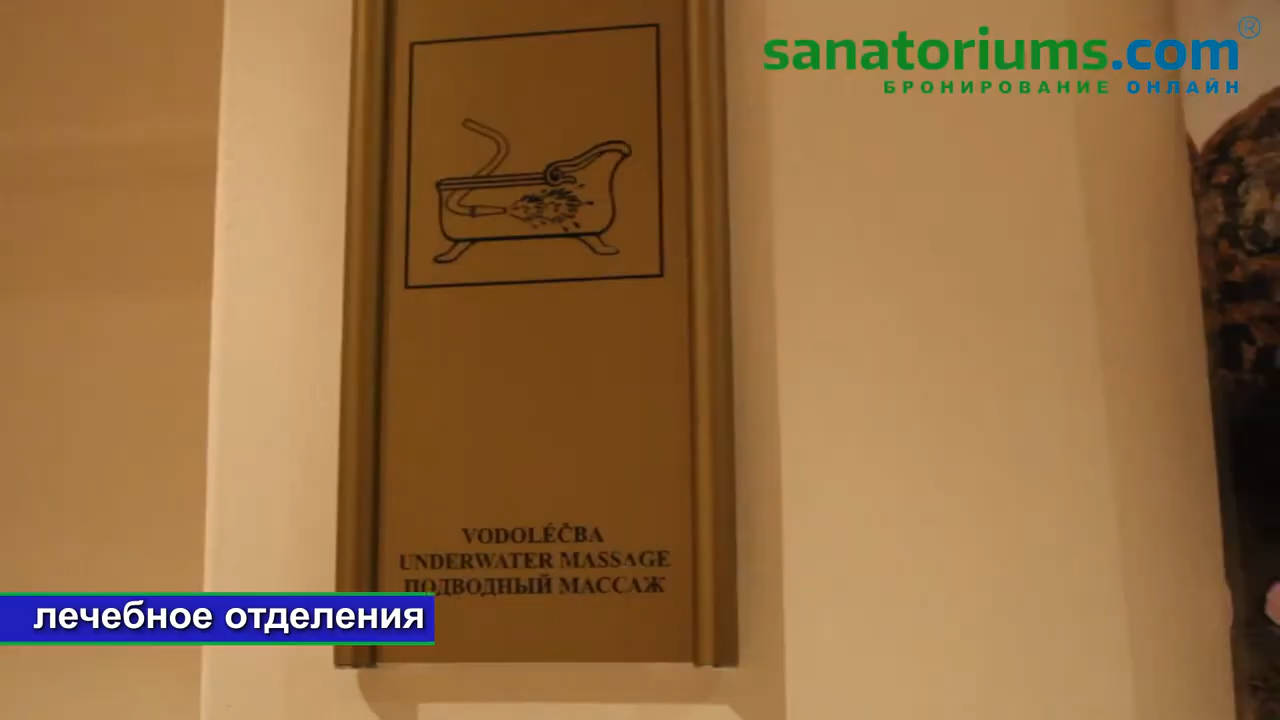 sanatoriums.com®
БРОНИРОВАНИЕ ОНЛАЙН
VODOLÉČBA
UNDERWATER MASSAGE
ПОДВОДНЫЙ МАССАЖ
лечебное отделения